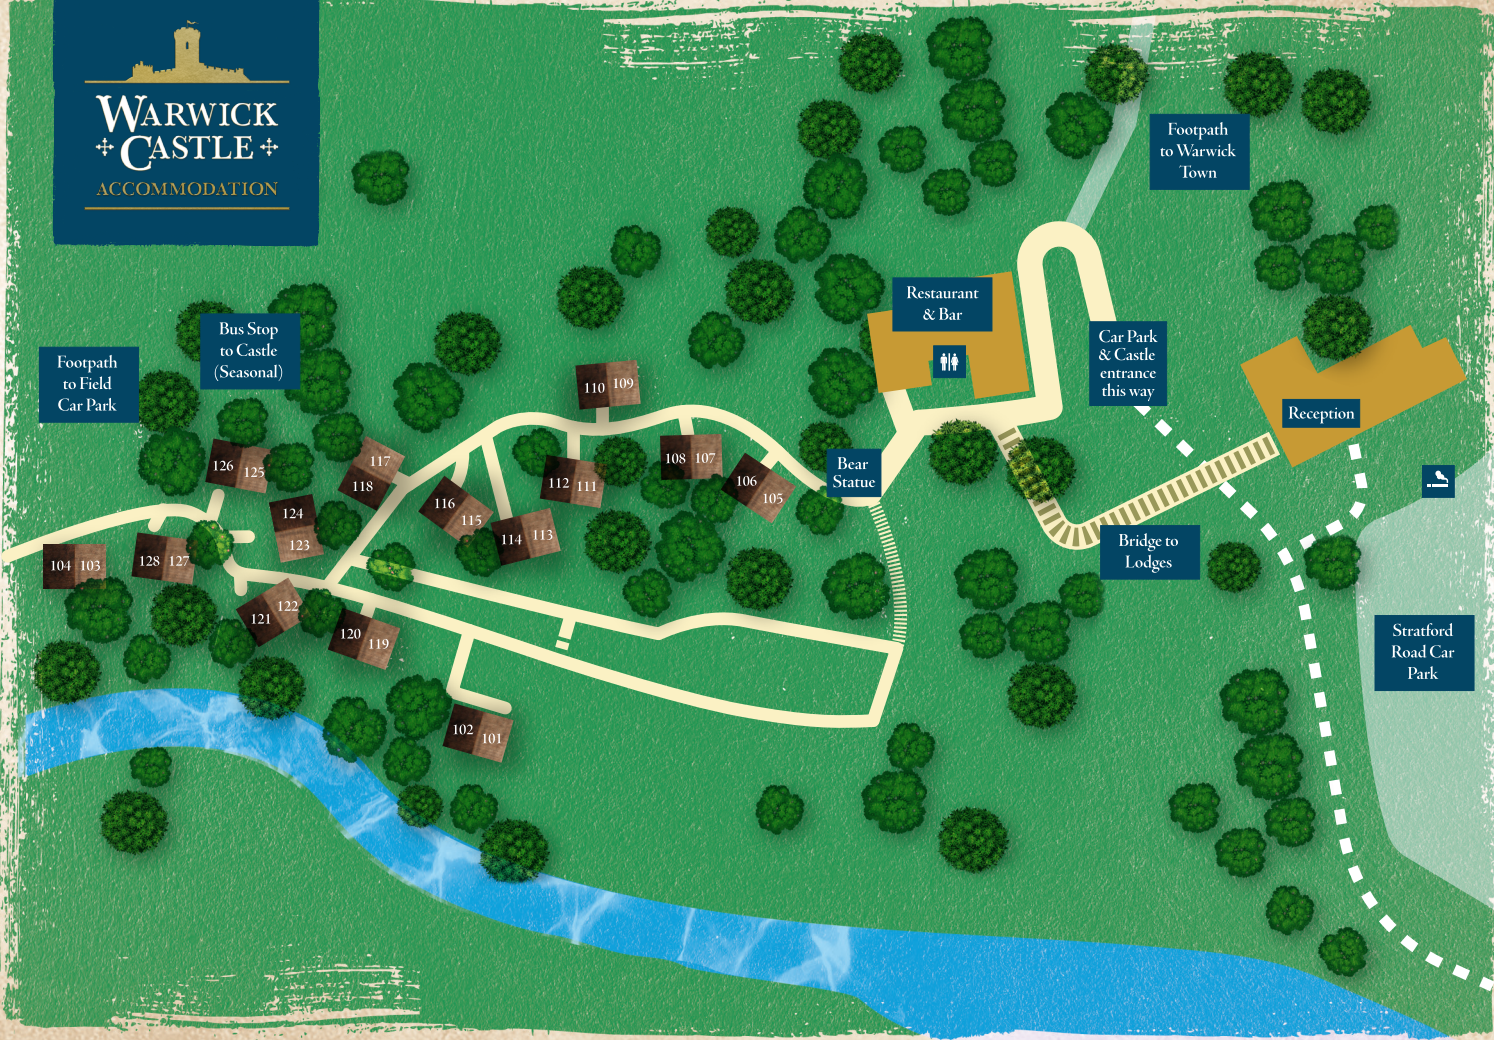 WARWICK
CASTLE
ACCOMMODATION
Footpath
to Warwick
Town
Restaurant
& Bar
Bus Stop
to Castle
(Seasonal)
Car Park
& Castle
entrance
this way
Footpath
to Field
Car Park
Reception
110 109
117
118
108 107
Bear
Statue
126 125
106
105
112 111
116
115
124
123
114 113
Bridge to
Lodges
104 103
128 127
122
121
120
119
Stratford
Road Car
Park
102 101